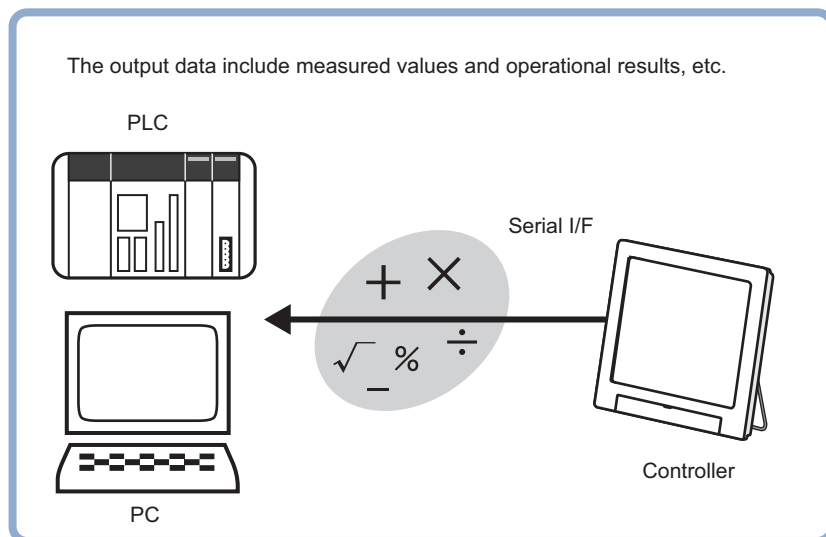 The output data include measured values and operational results, etc.
PLC
Serial I/F
+ ×
√ % ÷
−
Controller
PC